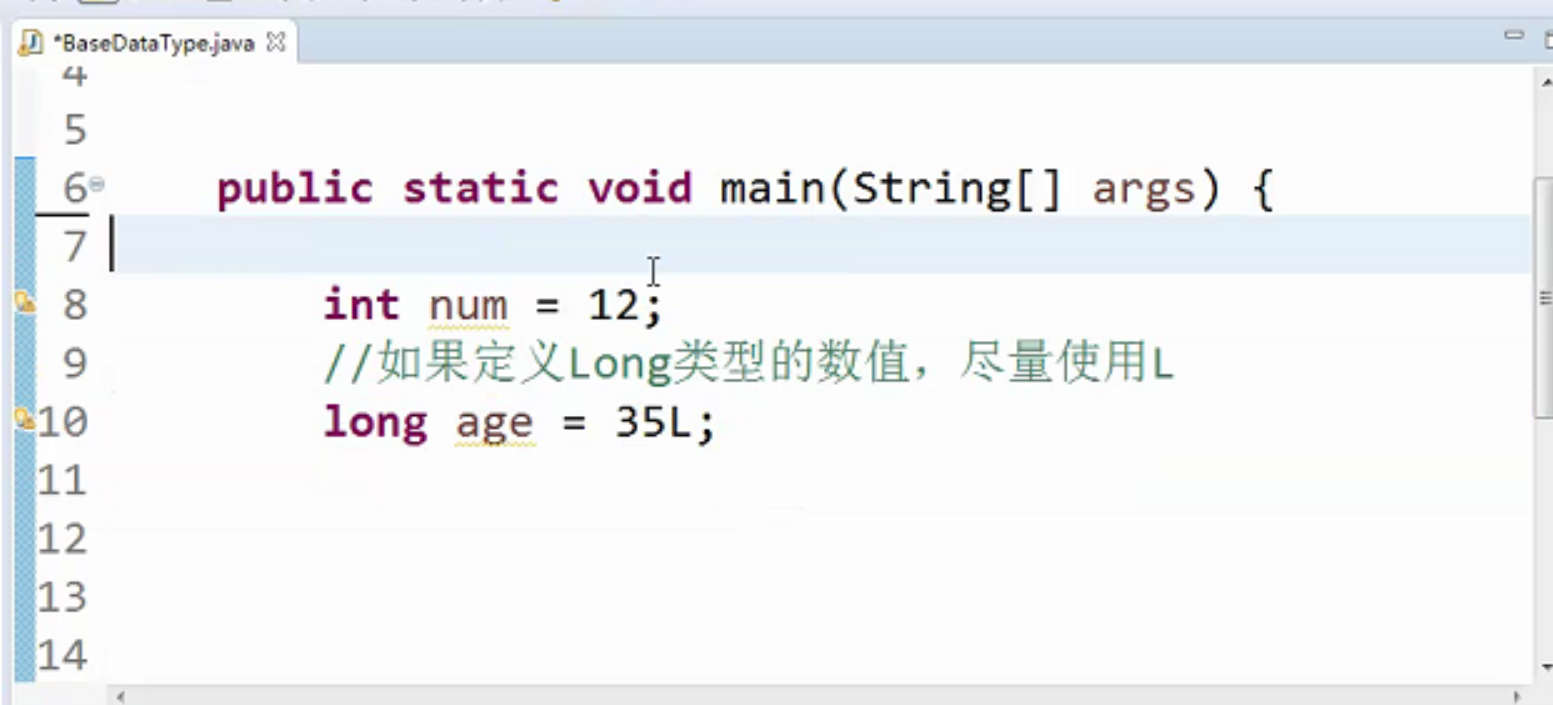 *BaseDataType.java
4
5
6 public static void main(String[] args) {
7
8 int num = 12;
9 //如果定义Long类型的数值，尽量使用L
10 long age = 35L;
11
12
13
14